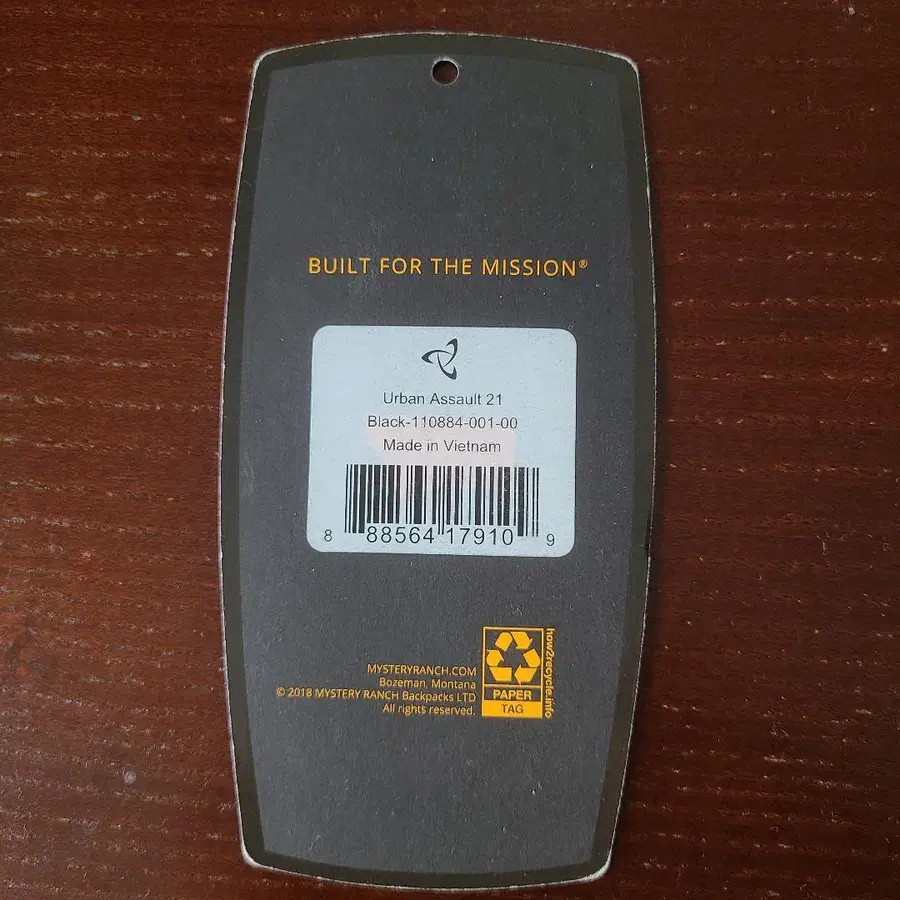 BUILT FOR THE MISSION®
Urban Assault 21
Black-110884-001-00
Made in Vietnam
8 88564 17910 9
MYSTERYRANCH.COM
Bozeman, Montana
© 2018 MYSTERY RANCH Backpacks LTD
All rights reserved.
PAPER
TAG
how2recycle.info